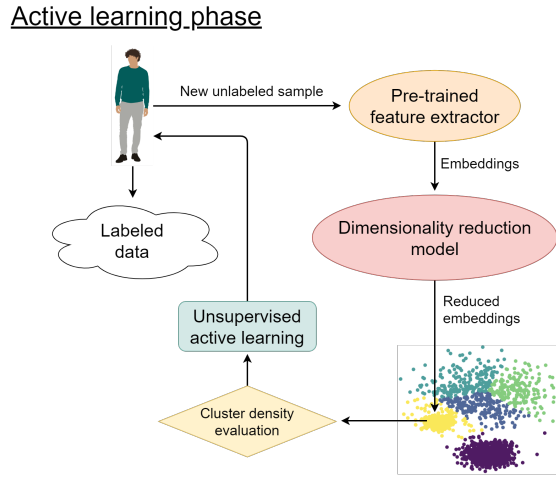 Active learning phase
New unlabeled sample
Pre-trained
feature extractor
Embeddings
Labeled
data
Dimensionality reduction
model
Reduced
embeddings
Unsupervised
active learning
Cluster density
evaluation